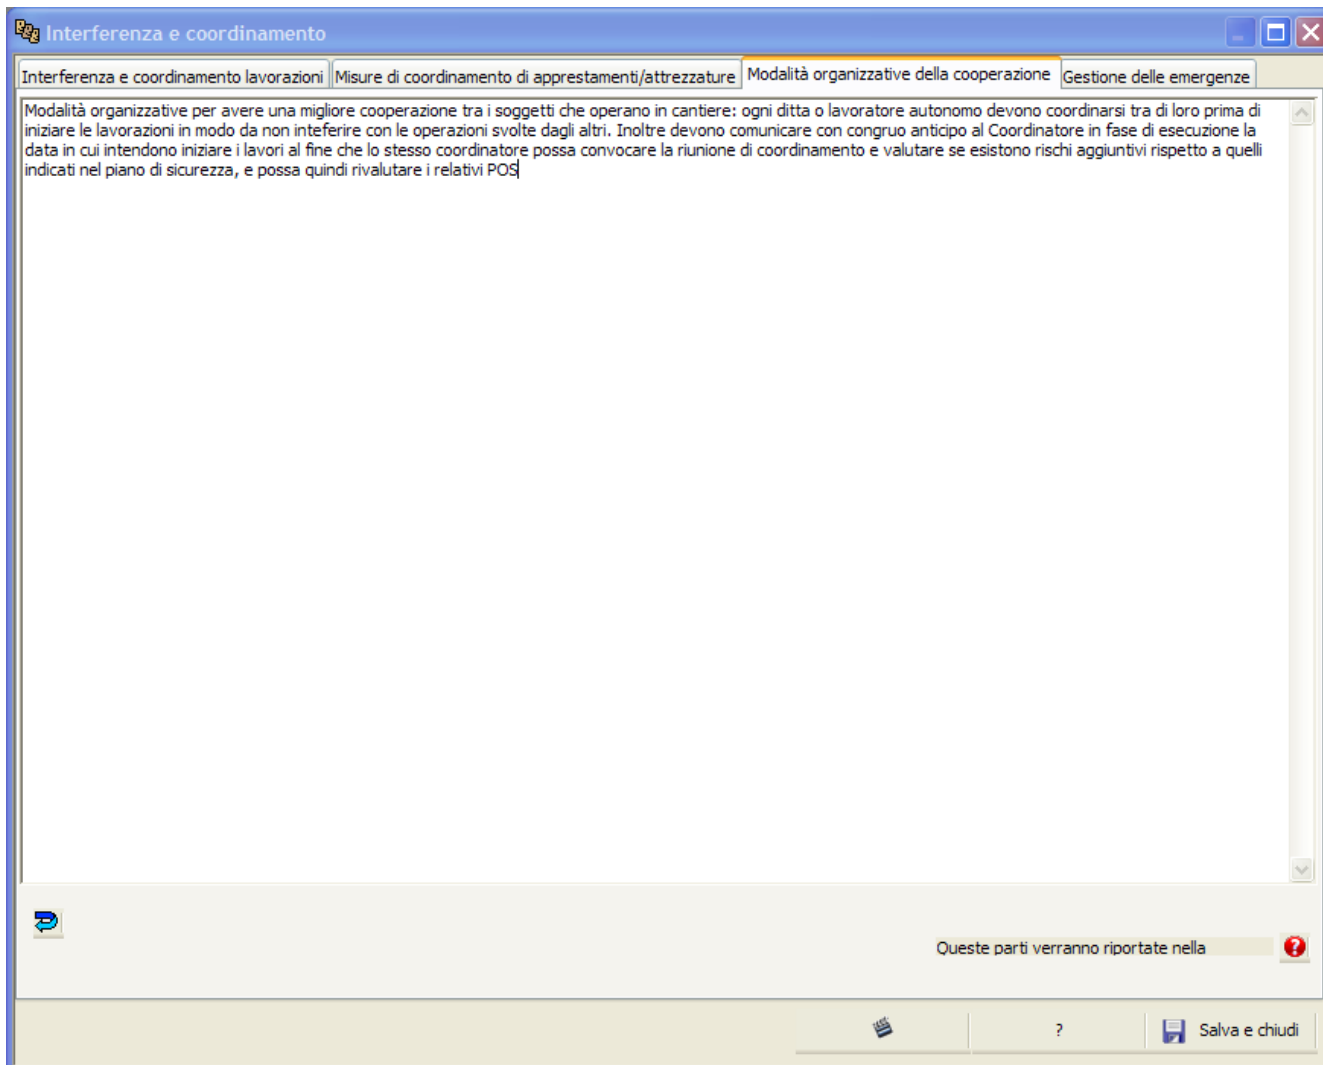 Interferenza e coordinamento
Interferenza e coordinamento lavorazioni
Misure di coordinamento di apprestamenti/attrezzature
Modalità organizzative della cooperazione
Gestione delle emergenze
Modalità organizzative per avere una migliore cooperazione tra i soggetti che operano in cantiere: ogni ditta o lavoratore autonomo devono coordinarsi tra di loro prima di
iniziare le lavorazioni in modo da non inteferire con le operazioni svolte dagli altri. Inoltre devono comunicare con congruo anticipo al Coordinatore in fase di esecuzione la
data in cui intendono iniziare i lavori al fine che lo stesso coordinatore possa convocare la riunione di coordinamento e valutare se esistono rischi aggiuntivi rispetto a quelli
indicati nel piano di sicurezza, e possa quindi rivalutare i relativi POS
Queste parti verranno riportate nella
?
Salva e chiudi